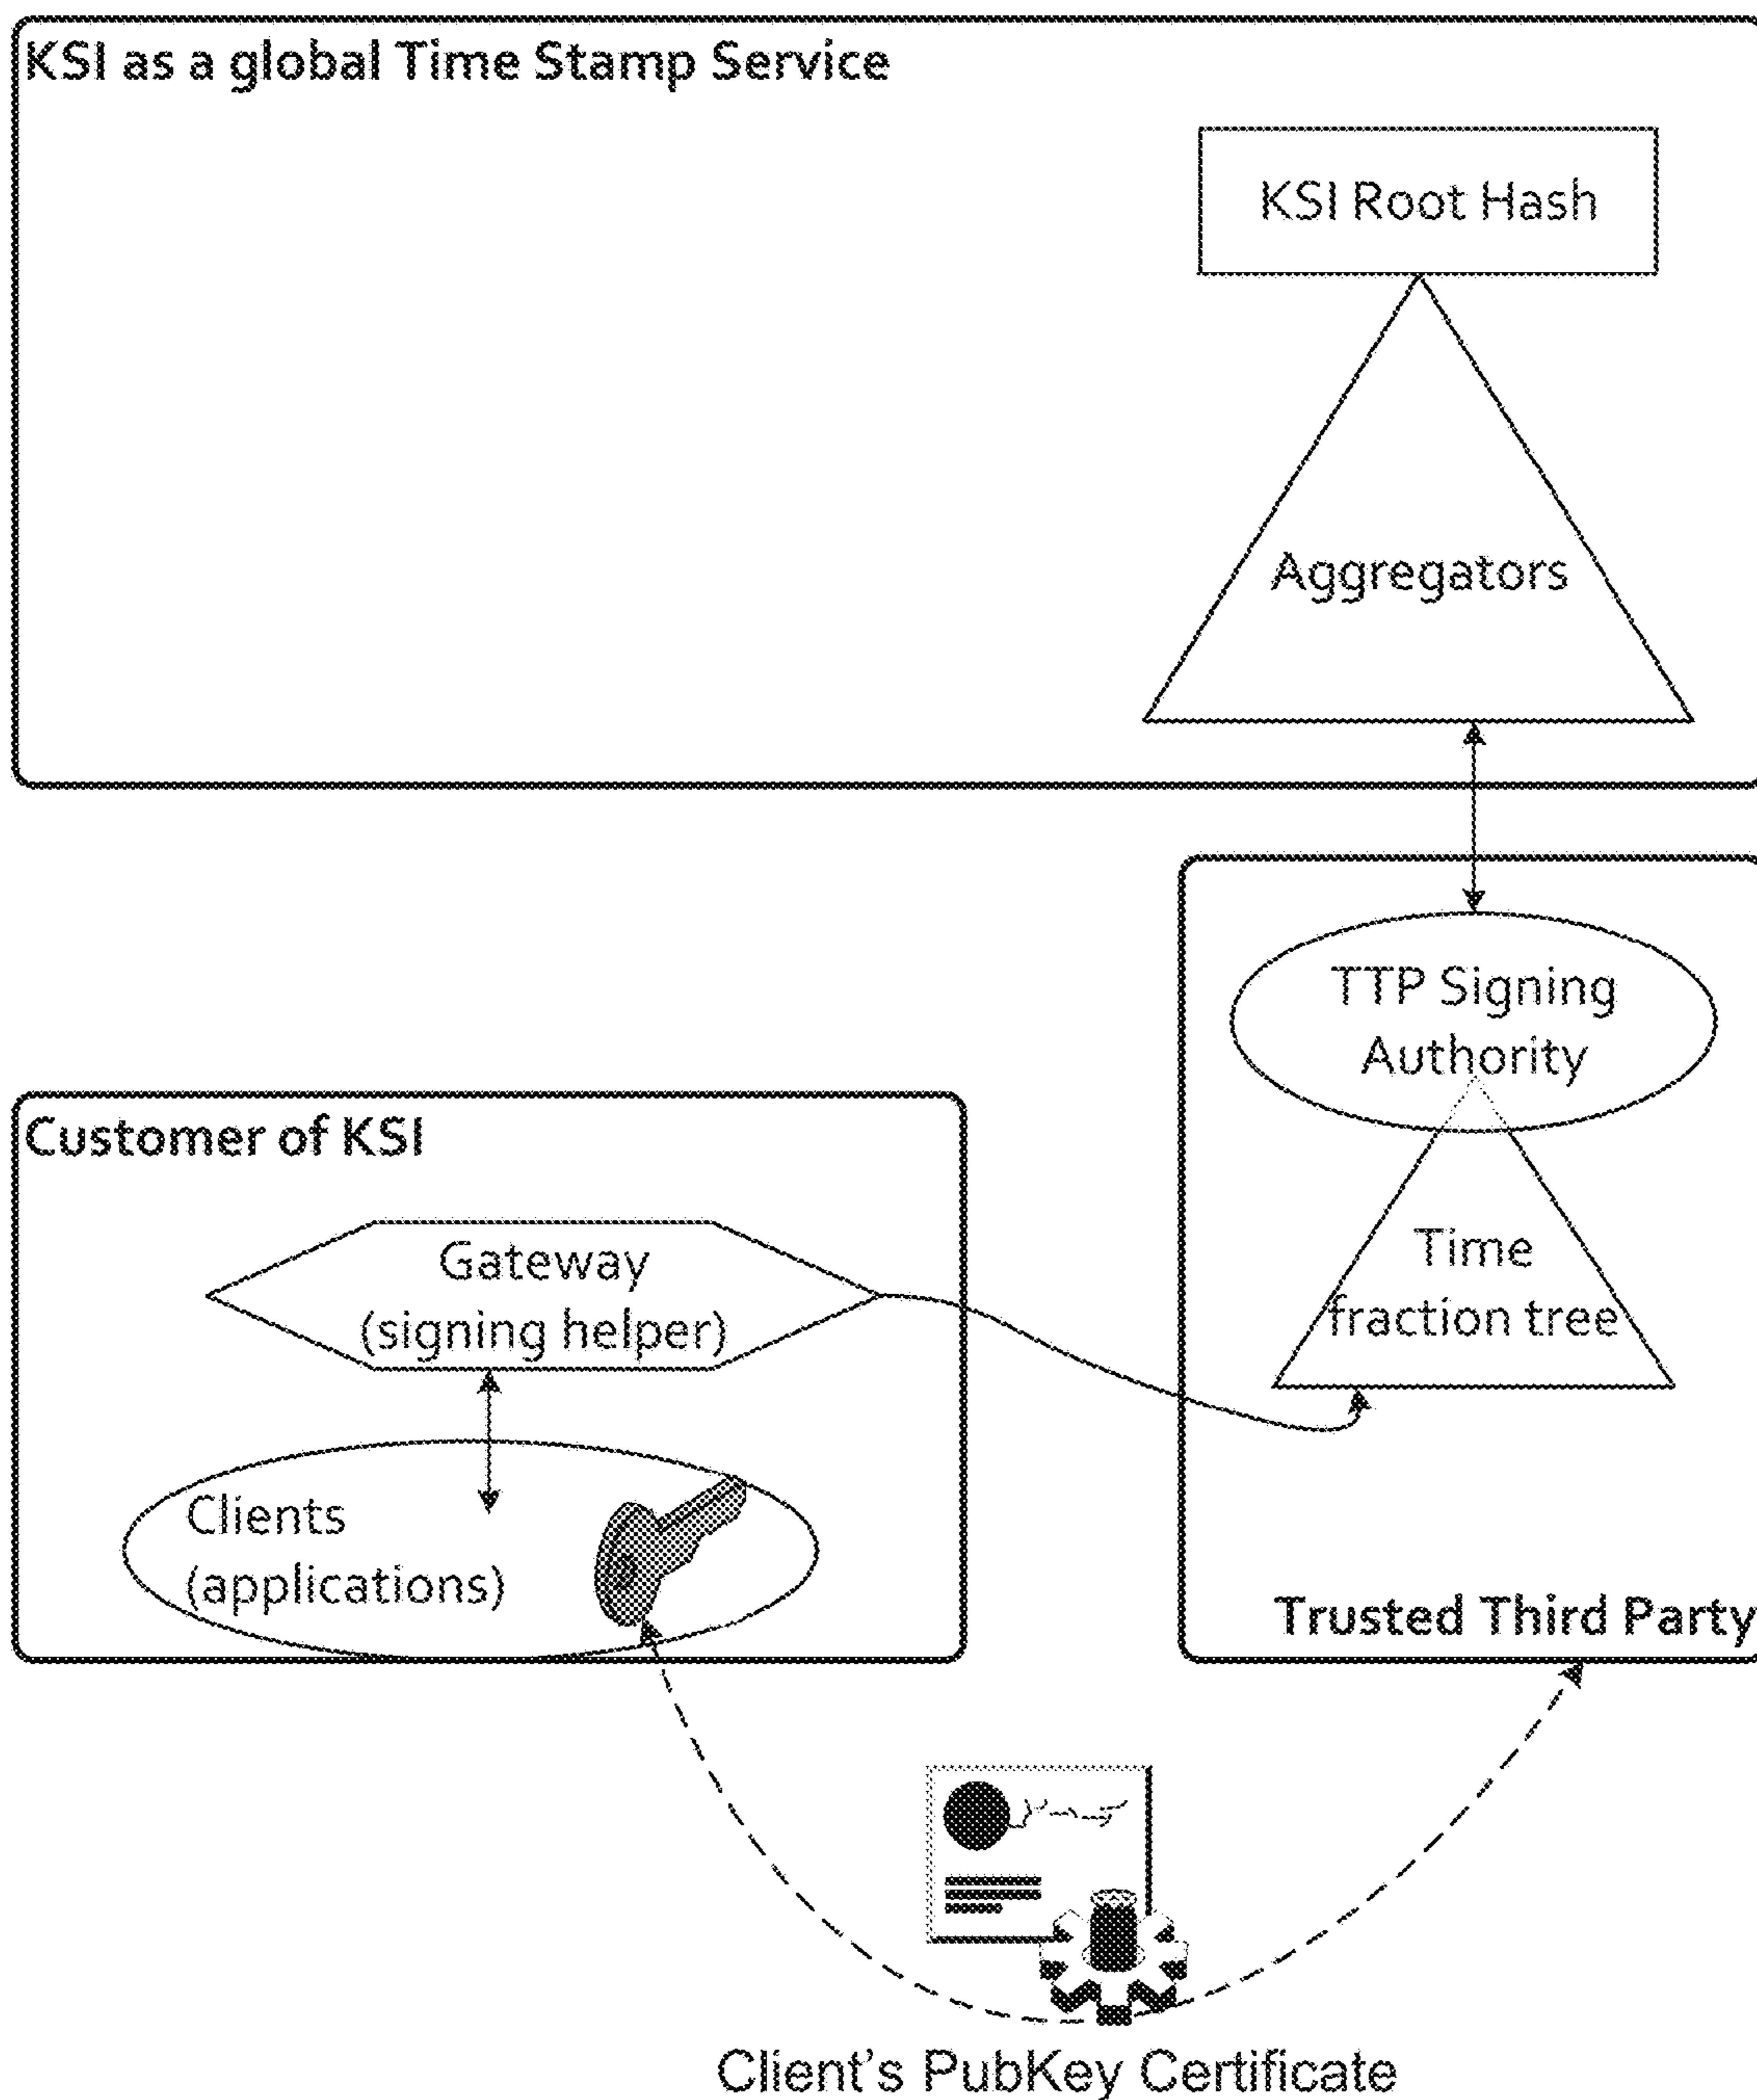 KSI as a global Time Stamp Service
KSI Root Hash
Aggregators
TTP Signing
Authority
Customer of KSI
Gateway
(signing helper)
Time
fraction tree
Clients
(applications)
Trusted Third Party
Client's PubKey Certificate